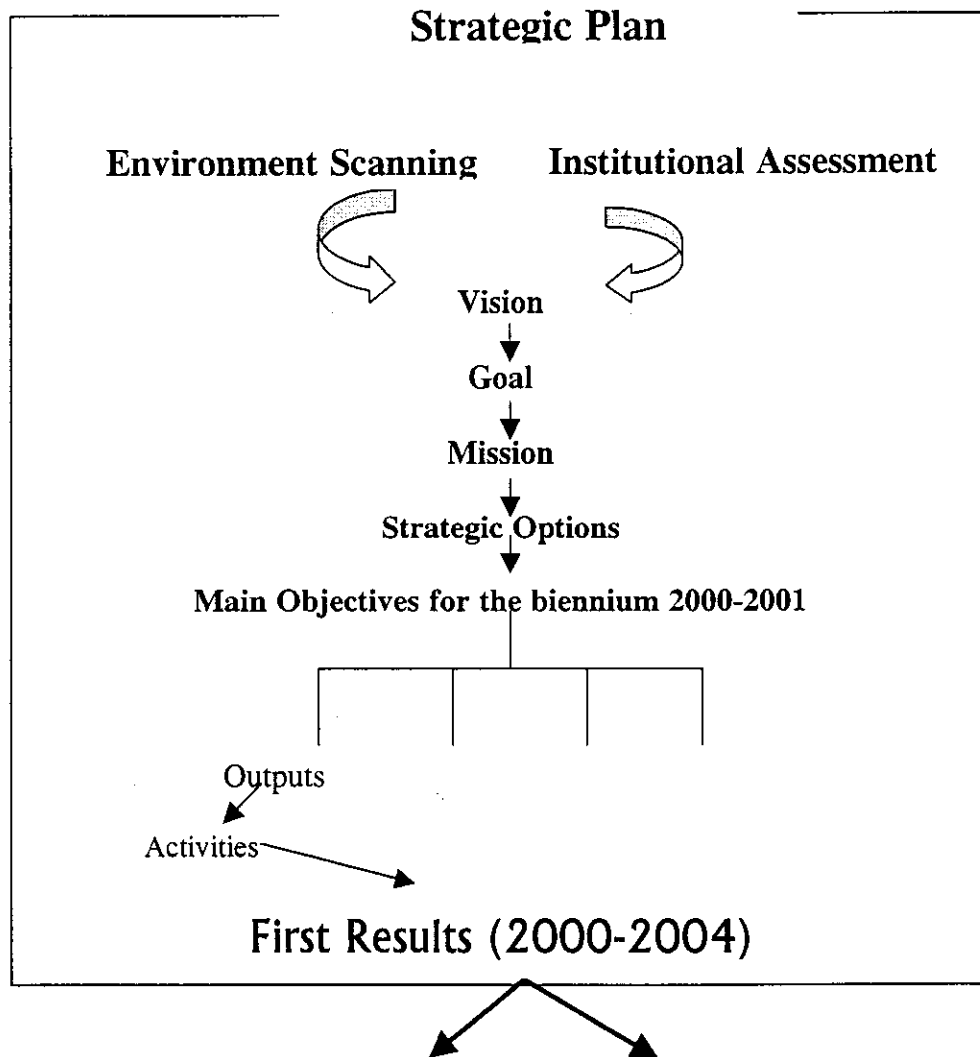 Strategic Plan
Environment Scanning Institutional Assessment
Vision
Goal
Mission
Strategic Options
Main Objectives for the biennium 2000-2001
Outputs
Activities
First Results (2000-2004)